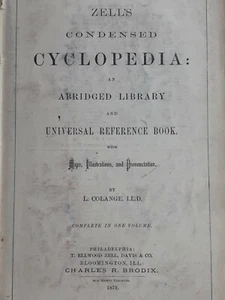 ZELL'S
CONDENSED
CYCLOPEDIA:
AN
ABRIDGED LIBRARY
AND
UNIVERSAL REFERENCE BOOK.
WITH
Maps, Illustrations, and Pronunciation.
BY
L. COLANGE, LL.D.
COMPLETE IN ONE VOLUME.
PHILADELPHIA:
T. ELLWOOD ZELL, DAVIS & CO.
BLOOMINGTON, ILL.
CHARLES R. BRODIX.